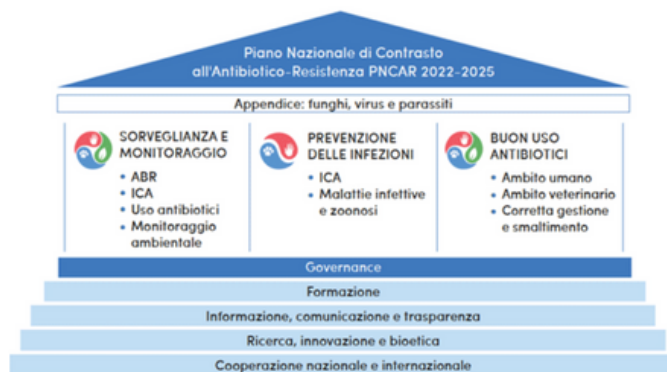 Piano Nazionale di Contrasto
all'Antibiotico-Resistenza PNCAR 2022-2025
Appendice: funghi, virus e parassiti
SORVEGLIANZA E
MONITORAGGIO
• ABR
• ICA
• Uso antibiotici
• Monitoraggio
ambientale
PREVENZIONE
DELLE INFEZIONI
• ICA
• Malattie infettive
e zoonosi
BUON USO
ANTIBIOTICI
• Ambito umano
• Ambito veterinario
• Corretta gestione
e smaltimento
Governance
Formazione
Informazione, comunicazione e trasparenza
Ricerca, innovazione e bioetica
Cooperazione nazionale e internazionale